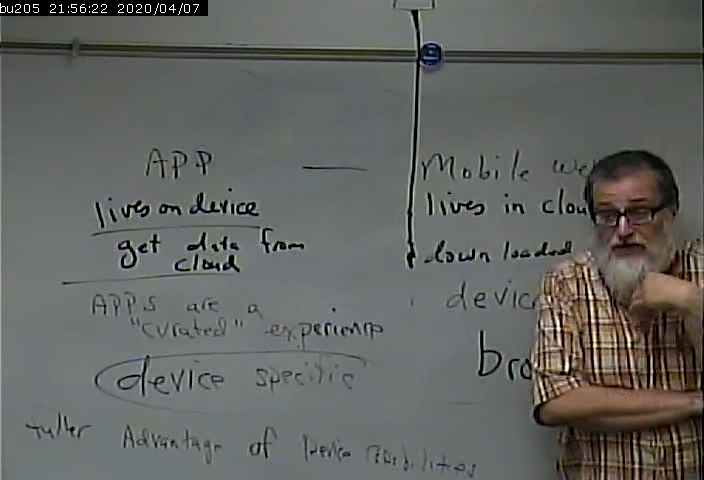 bu205 21:56:22 2020/04/07
APP — Mobile we
lives on device
lives in clou
get data from
cloud
down loaded
APPs are a
"curated" experience
devic
device specific
bro
Fuller Advantage of Device Capabilities